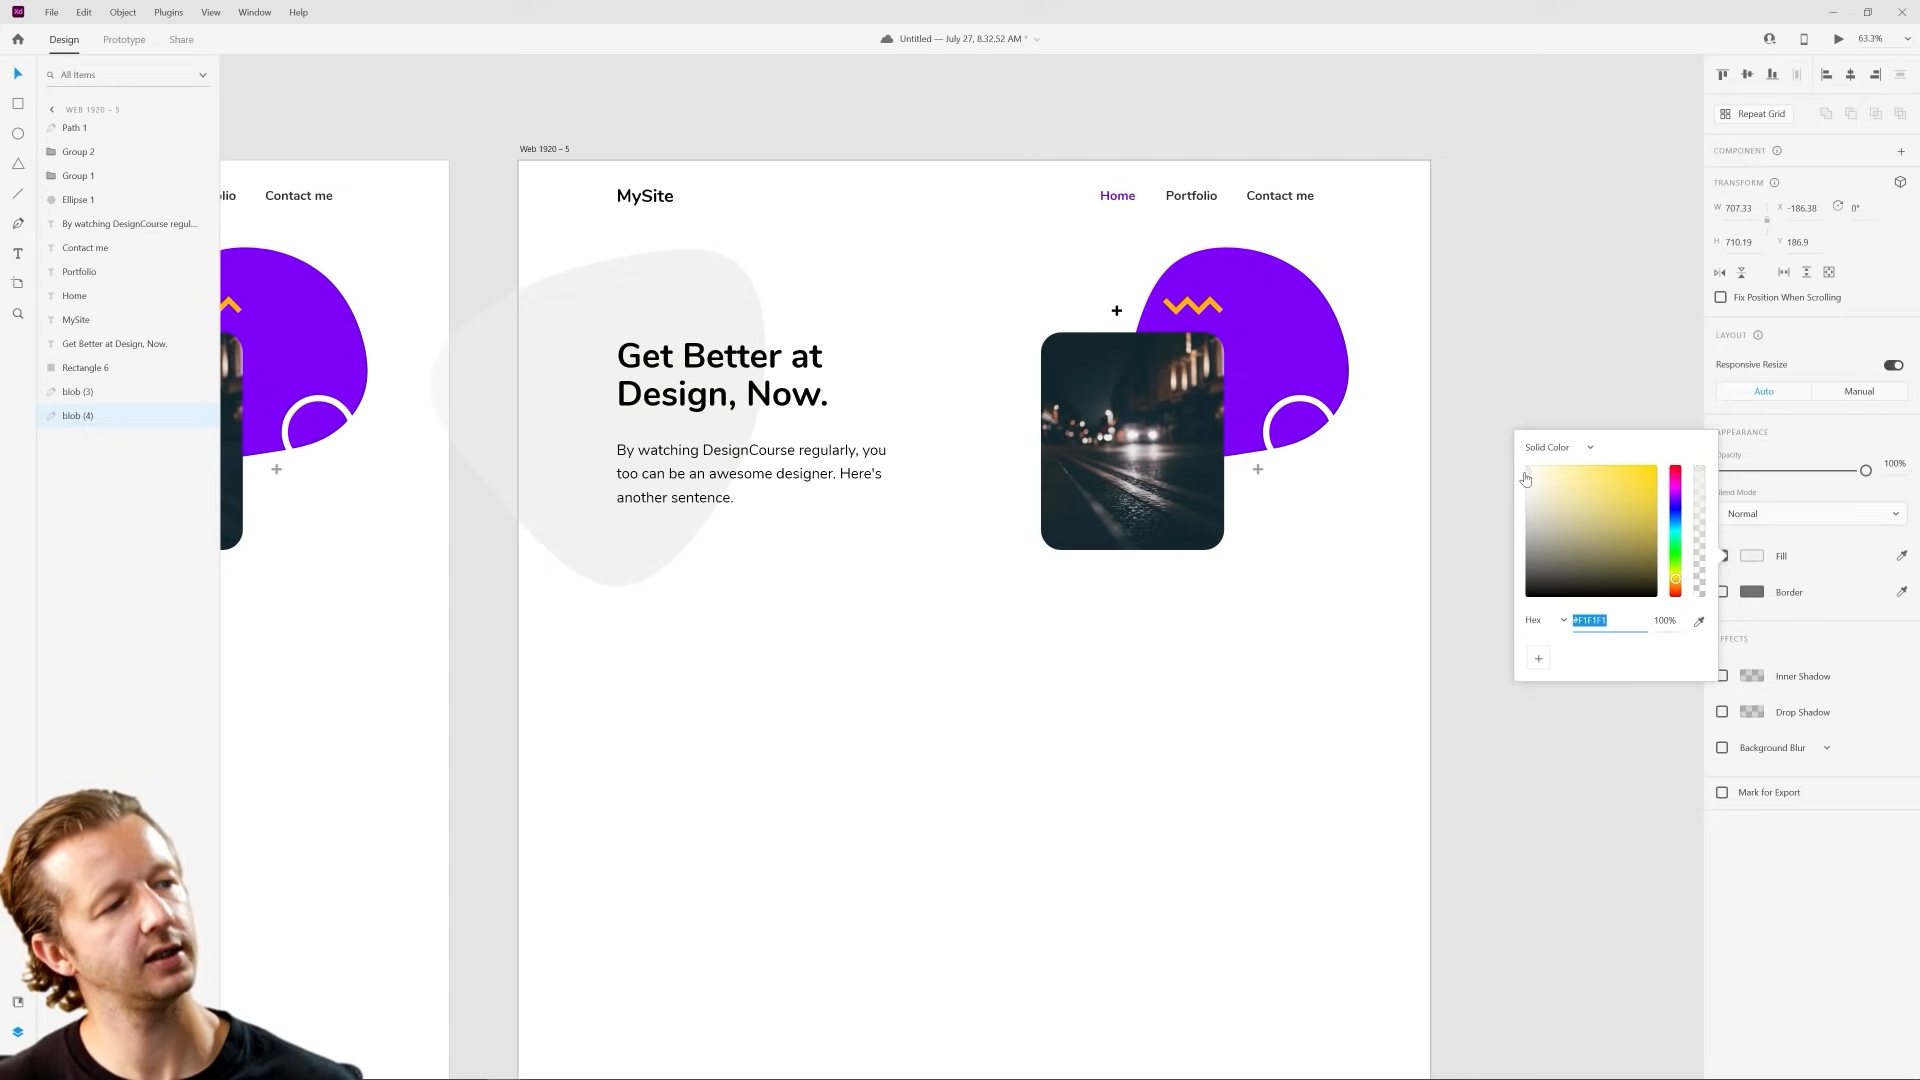 Xd File Edit Object Plugins View Window Help
Design Prototype Share
Untitled — July 27, 8.32.52 AM *
63.3%
All Items
WEB 1920 – 5
Path 1
Group 2
Group 1
Ellipse 1
By watching DesignCourse regul...
Contact me
Portfolio
Home
MySite
Get Better at Design, Now.
Rectangle 6
blob (3)
blob (4)
lio Contact me
Web 1920 – 5
MySite
Home Portfolio Contact me
Get Better at
Design, Now.
By watching DesignCourse regularly, you
too can be an awesome designer. Here's
another sentence.
Solid Color
Hex #F1F1F1 100%
Repeat Grid
COMPONENT
TRANSFORM
W 707.33 X -186.38 0°
H 710.19 Y 186.9
Fix Position When Scrolling
LAYOUT
Responsive Resize
Auto Manual
APPEARANCE
Opacity
100%
Blend Mode
Normal
Fill
Border
EFFECTS
Inner Shadow
Drop Shadow
Background Blur
Mark for Export